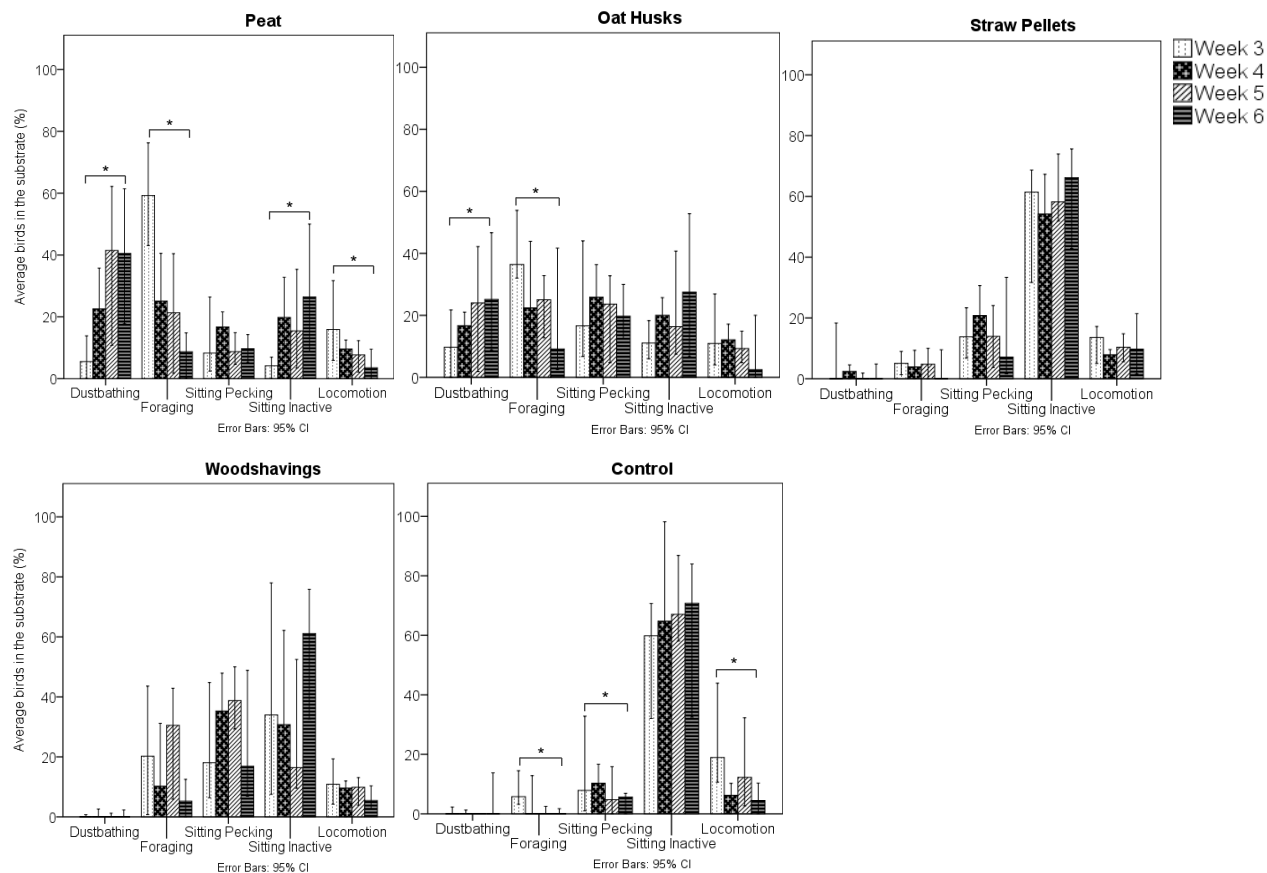 Peat
Oat Husks
Straw Pellets
Week 3
Week 4
Week 5
Week 6
Average birds in the substrate (%)
100
80
60
40
20
0
*
*
*
*
Dustbathing
Foraging
Sitting Pecking
Sitting Inactive
Locomotion
Error Bars: 95% CI
100
80
60
40
20
0
*
*
Dustbathing
Foraging
Sitting Pecking
Sitting Inactive
Locomotion
Error Bars: 95% CI
100
80
60
40
20
0
Dustbathing
Foraging
Sitting Pecking
Sitting Inactive
Locomotion
Error Bars: 95% CI
Woodshavings
Control
Average birds in the substrate (%)
100
80
60
40
20
0
Dustbathing
Foraging
Sitting Pecking
Sitting Inactive
Locomotion
Error Bars: 95% CI
100
80
60
40
20
0
*
*
*
Dustbathing
Foraging
Sitting Pecking
Sitting Inactive
Locomotion
Error Bars: 95% CI